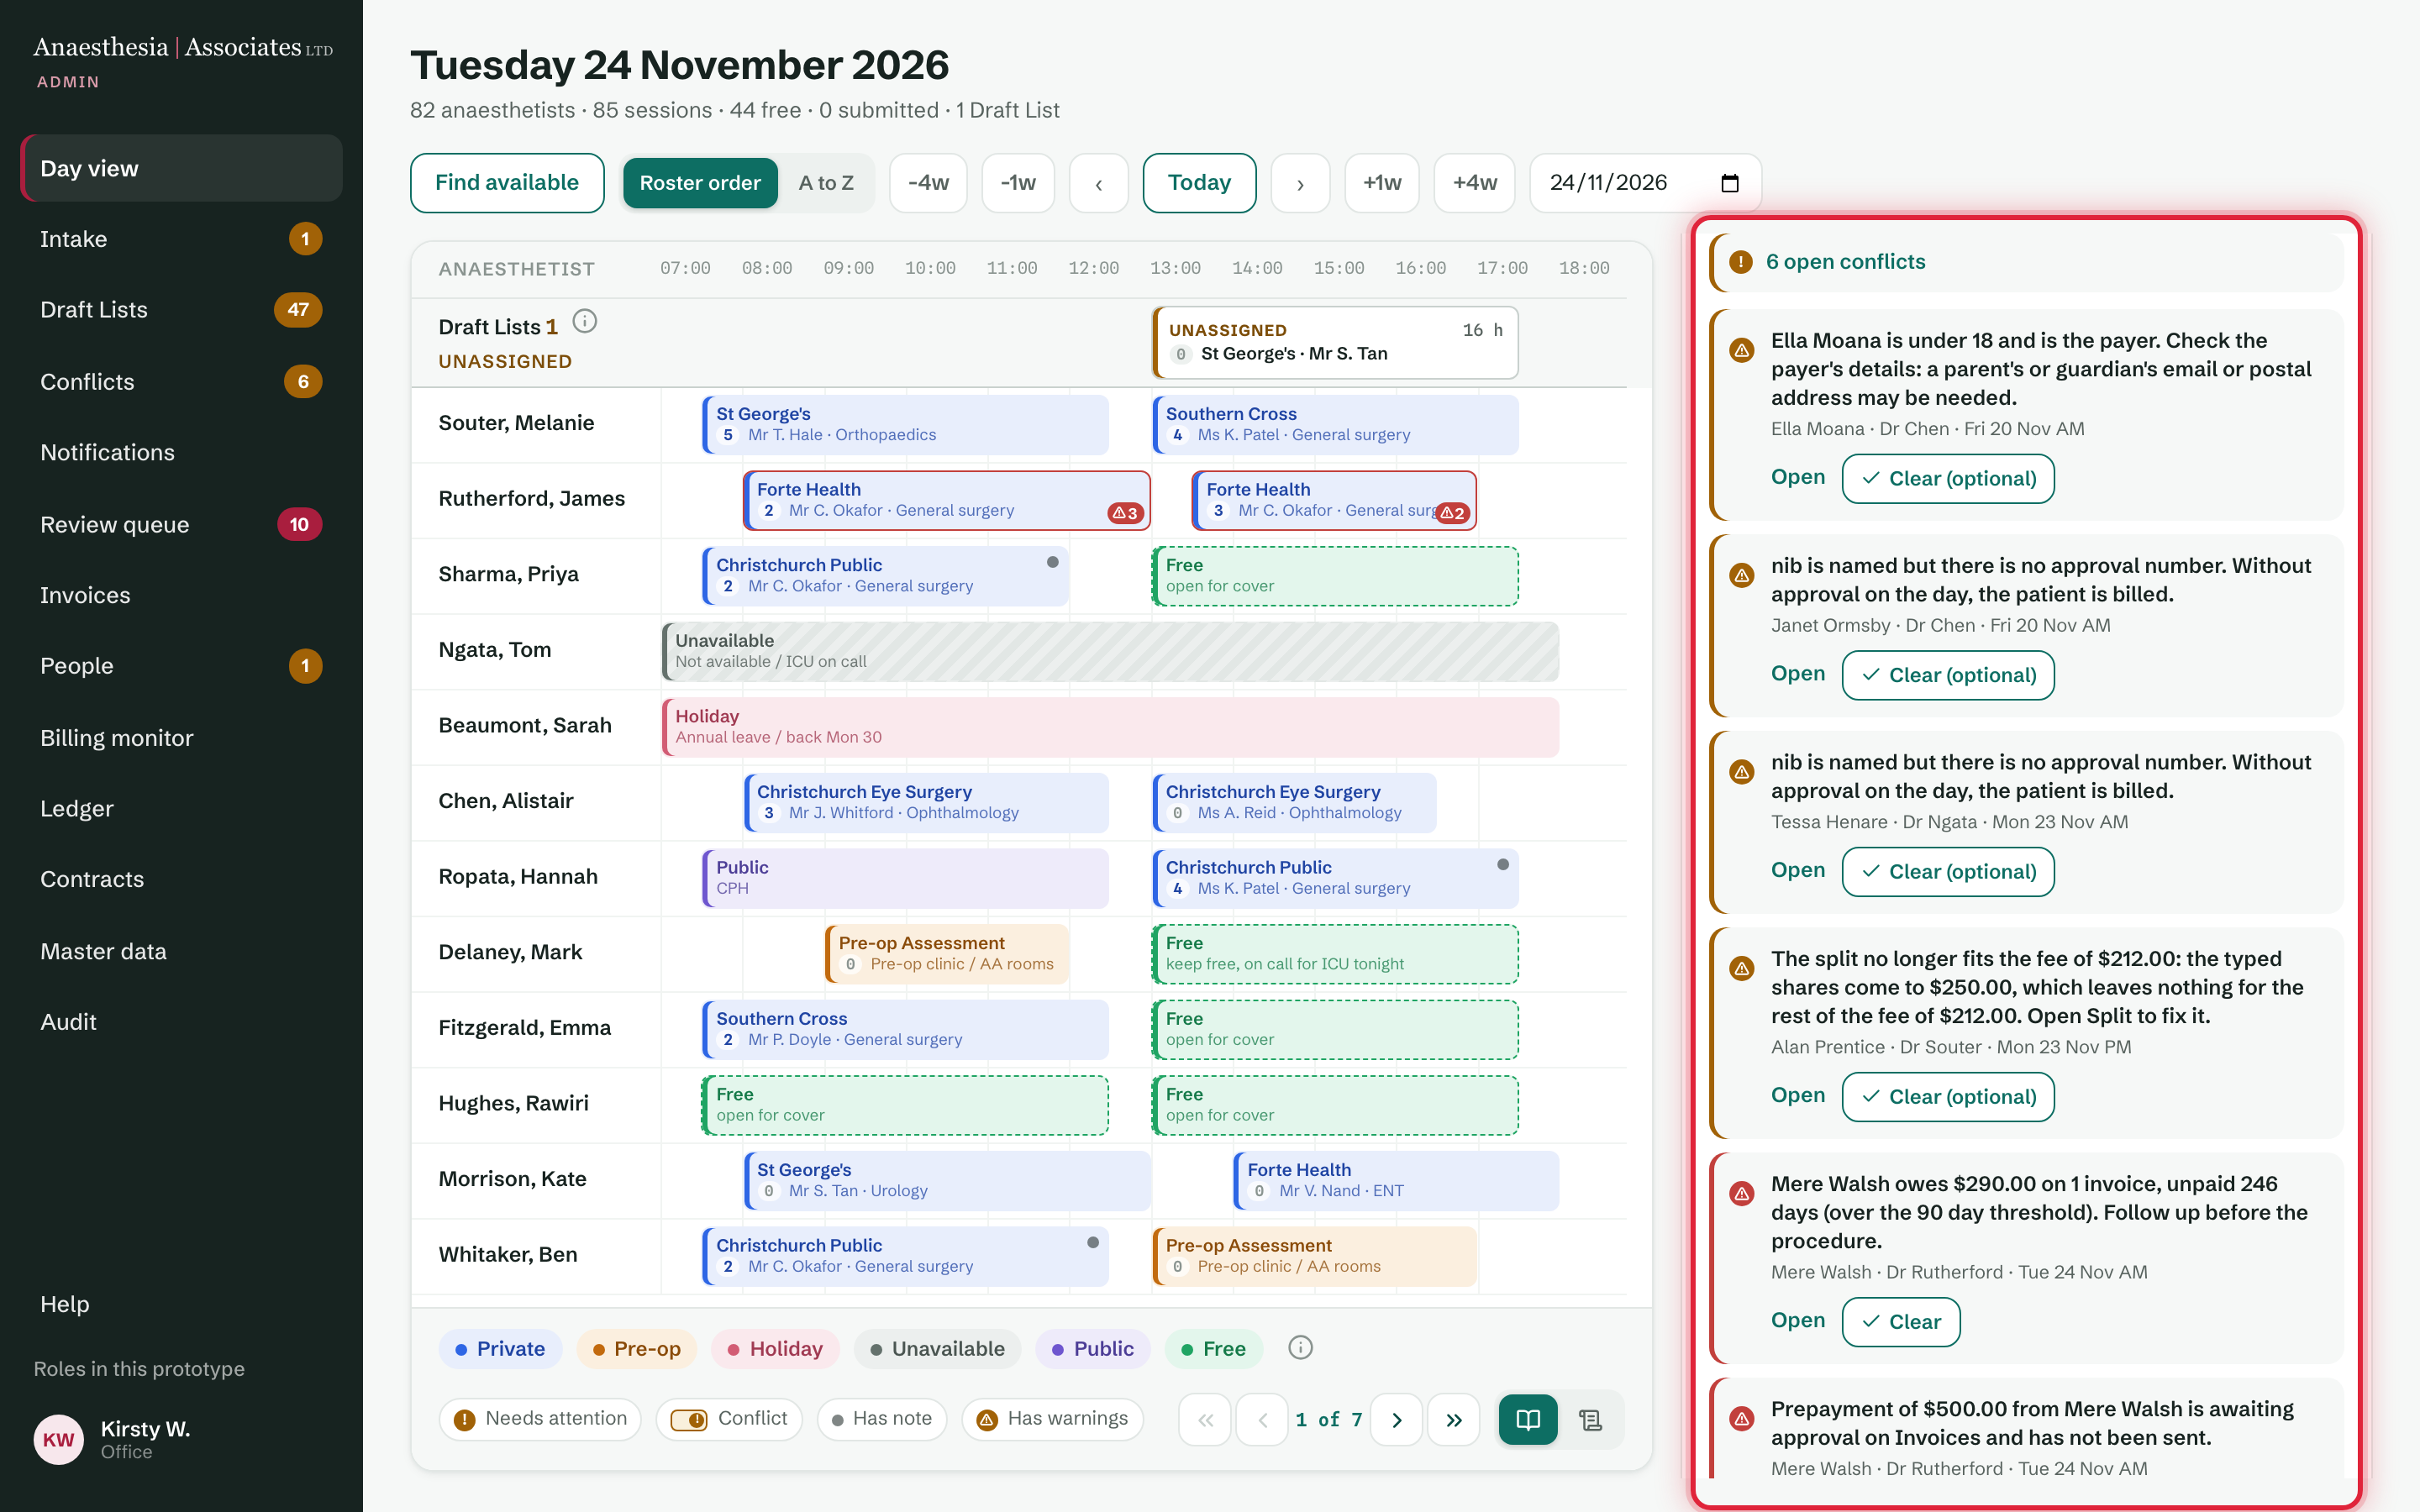 Anaesthesia | Associates LTD
ADMIN
Day view
Intake 1
Draft Lists 47
Conflicts 6
Notifications
Review queue 10
Invoices
People 1
Billing monitor
Ledger
Contracts
Master data
Audit
Help
Roles in this prototype
KW Kirsty W.
Office
Tuesday 24 November 2026
82 anaesthetists · 85 sessions · 44 free · 0 submitted · 1 Draft List
Find available Roster order A to Z -4w -1w ‹ Today › +1w +4w 24/11/2026
ANAESTHETIST 07:00 08:00 09:00 10:00 11:00 12:00 13:00 14:00 15:00 16:00 17:00 18:00
Draft Lists 1
UNASSIGNED
UNASSIGNED 16 h
0 St George's · Mr S. Tan
Souter, Melanie
St George's
5 Mr T. Hale · Orthopaedics
Southern Cross
4 Ms K. Patel · General surgery
Rutherford, James
Forte Health
2 Mr C. Okafor · General surgery 3
Forte Health
3 Mr C. Okafor · General surg 2
Sharma, Priya
Christchurch Public
2 Mr C. Okafor · General surgery
Free
open for cover
Ngata, Tom
Unavailable
Not available / ICU on call
Beaumont, Sarah
Holiday
Annual leave / back Mon 30
Chen, Alistair
Christchurch Eye Surgery
3 Mr J. Whitford · Ophthalmology
Christchurch Eye Surgery
0 Ms A. Reid · Ophthalmology
Ropata, Hannah
Public
CPH
Christchurch Public
4 Ms K. Patel · General surgery
Delaney, Mark
Pre-op Assessment
0 Pre-op clinic / AA rooms
Free
keep free, on call for ICU tonight
Fitzgerald, Emma
Southern Cross
2 Mr P. Doyle · General surgery
Free
open for cover
Hughes, Rawiri
Free
open for cover
Free
open for cover
Morrison, Kate
St George's
0 Mr S. Tan · Urology
Forte Health
0 Mr V. Nand · ENT
Whitaker, Ben
Christchurch Public
2 Mr C. Okafor · General surgery
Pre-op Assessment
0 Pre-op clinic / AA rooms
Private Pre-op Holiday Unavailable Public Free
Needs attention Conflict Has note Has warnings « ‹ 1 of 7 › »
6 open conflicts
Ella Moana is under 18 and is the payer. Check the
payer's details: a parent's or guardian's email or postal
address may be needed.
Ella Moana · Dr Chen · Fri 20 Nov AM
Open ✓ Clear (optional)
nib is named but there is no approval number. Without
approval on the day, the patient is billed.
Janet Ormsby · Dr Chen · Fri 20 Nov AM
Open ✓ Clear (optional)
nib is named but there is no approval number. Without
approval on the day, the patient is billed.
Tessa Henare · Dr Ngata · Mon 23 Nov AM
Open ✓ Clear (optional)
The split no longer fits the fee of $212.00: the typed
shares come to $250.00, which leaves nothing for the
rest of the fee of $212.00. Open Split to fix it.
Alan Prentice · Dr Souter · Mon 23 Nov PM
Open ✓ Clear (optional)
Mere Walsh owes $290.00 on 1 invoice, unpaid 246
days (over the 90 day threshold). Follow up before the
procedure.
Mere Walsh · Dr Rutherford · Tue 24 Nov AM
Open ✓ Clear
Prepayment of $500.00 from Mere Walsh is awaiting
approval on Invoices and has not been sent.
Mere Walsh · Dr Rutherford · Tue 24 Nov AM